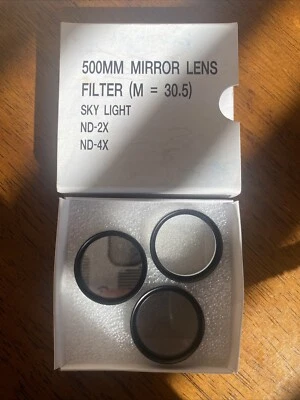 500MM MIRROR LENS
FILTER (M = 30.5)
SKY LIGHT
ND-2X
ND-4X